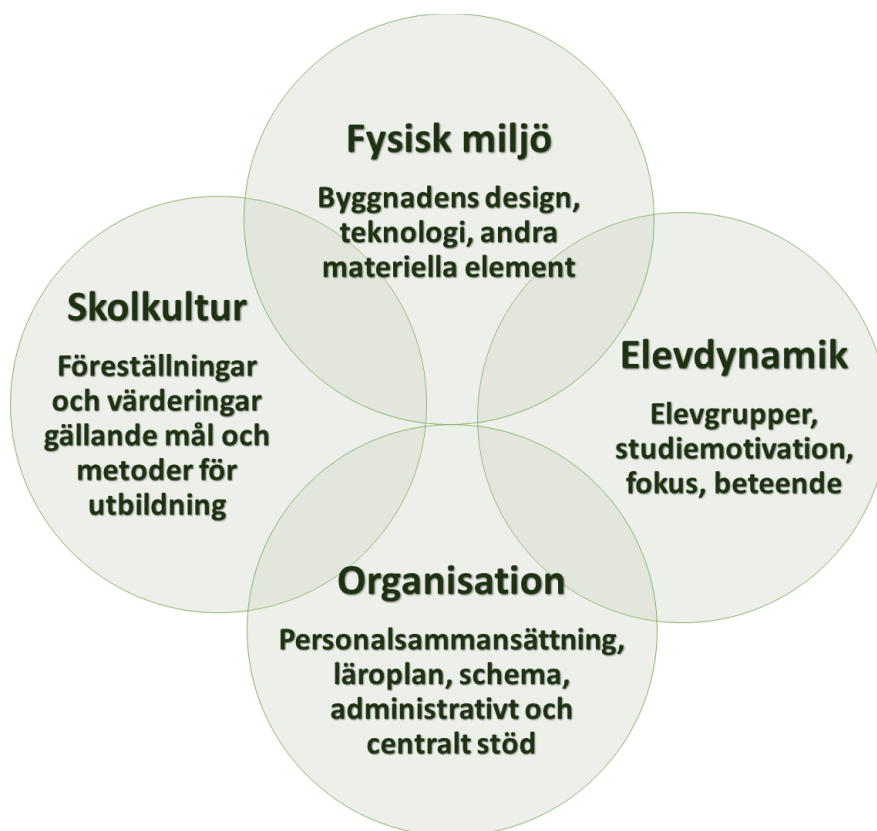 Fysisk miljö
Byggnadens design,
teknologi, andra
materiella element
Skolkultur
Föreställningar
och värderingar
gällande mål och
metoder för
utbildning
Elevdynamik
Elevgrupper,
studiemotivation,
fokus, beteende
Organisation
Personalsammansättning,
läroplan, schema,
administrativt och
centralt stöd